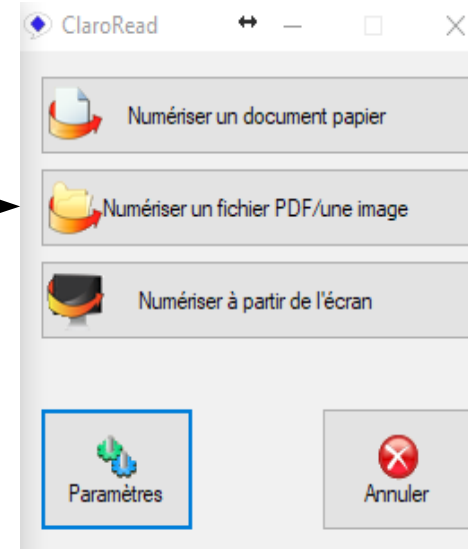 ClaroRead
Numériser un document papier
Numériser un fichier PDF/une image
Numériser à partir de l'écran
Paramètres
Annuler